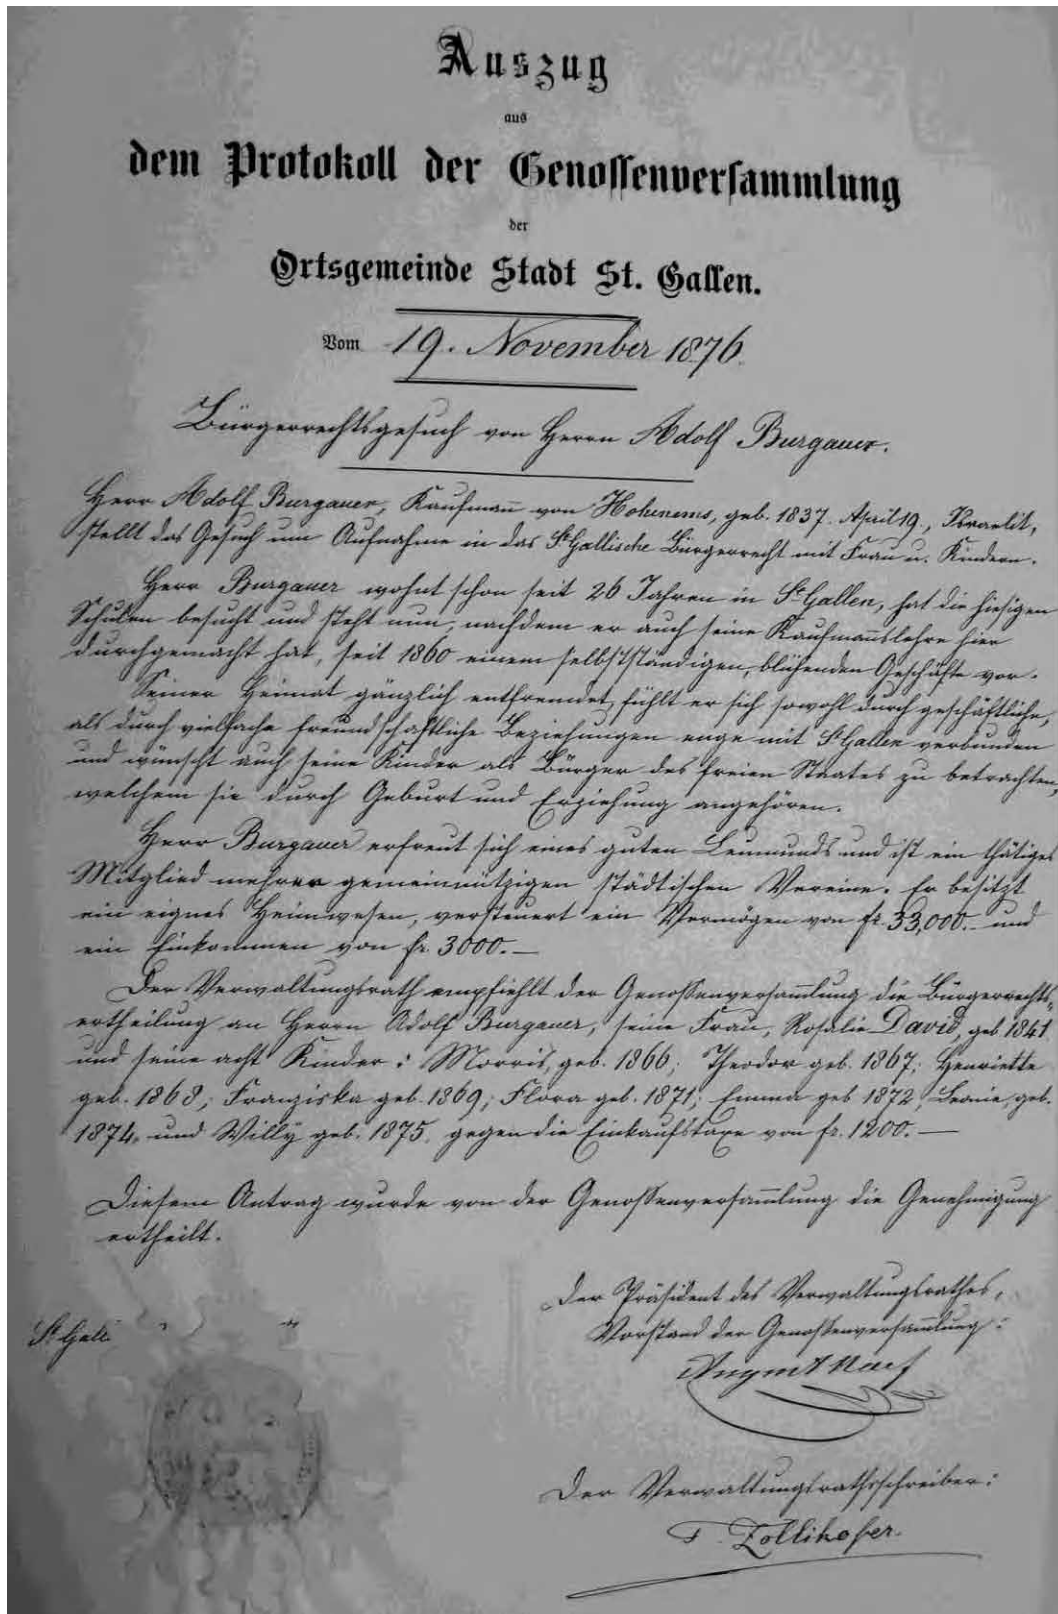 Auszug
aus
dem Protokoll der Genossenversammlung
der
Ortsgemeinde Stadt St. Gallen.
Vom 19. November 1876.
Bürgerrechtsgesuch von Herrn Adolf Burgauer.
Herr Adolf Burgauer, Kaufmann von Hohenems, geb. 1837. April 19., Israelit,
stellt das Gesuch um Aufnahme in das St. Gallische Bürgerrecht mit Frau u. Kindern.
Herr Burgauer wohnt schon seit 26 Jahren in St. Gallen, hat die hiesigen
Schulen besucht und steht nun, nachdem er auch seine Kaufmannslehre hier
durchgemacht hat, seit 1860 einem selbstständigen, blühenden Geschäfte vor.
Seiner Heimat gänzlich entfremdet, fühlt er sich sowohl durch geschäftliche,
als durch vielfache freundschaftliche Beziehungen enge mit St. Gallen verbunden
und wünscht auch seine Kinder als Bürger des freien Staates zu betrachten,
welchem sie durch Geburt und Erziehung angehören.
Herr Burgauer erfreut sich eines guten Leumunds und ist ein thätiges
Mitglied mehrer gemeinnützigen städtischen Vereine. Er besitzt
ein eignes Heimwesen, versteuert ein Vermögen von fr. 33,000.- und
ein Einkommen von fr. 3000.—
Der Verwaltungsrath empfiehlt der Genossenversammlung die Bürgerrechts-
ertheilung an Herrn Adolf Burgauer, seine Frau, Rosalie David, geb 1841
und seine acht Kinder: Morris, geb. 1866; Theodor geb. 1867; Henriette
geb. 1868; Franziska geb. 1869; Flora geb. 1871; Emma geb 1872; Leonie, geb.
1874, und Willÿ geb. 1875, gegen die Einkaufstaxe von fr. 1200.—
Diesem Antrag wurde von der Genossenversammlung die Genehmigung
ertheilt.
Der Präsident des Verwaltungsrathes,
Vorstand der Genossenversammlung:
St. Gall
August Naef
Der Verwaltungsrathsschreiber:
Zollikofer.